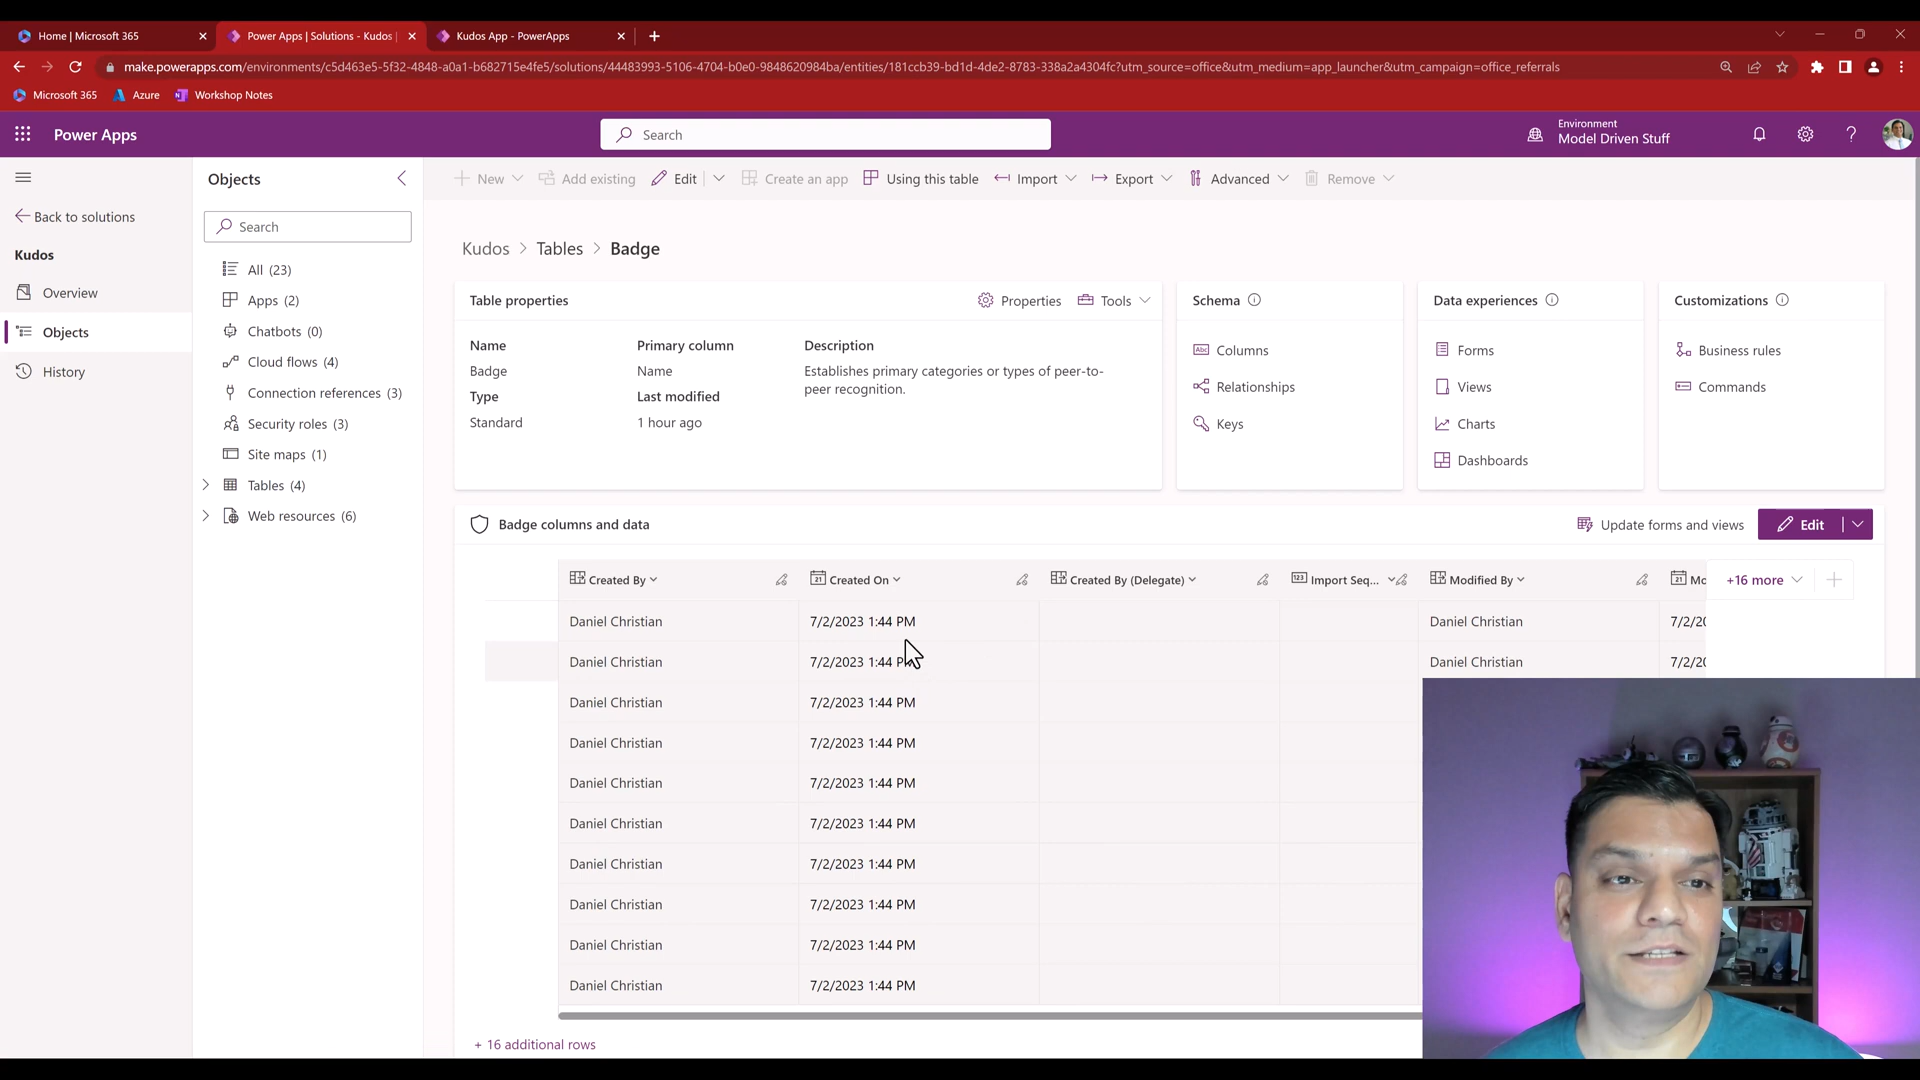 Home | Microsoft 365
Power Apps | Solutions - Kudos |
Kudos App - PowerApps
make.powerapps.com/environments/c5d463e5-5f32-4848-a0a1-b682715e4fe5/solutions/44483993-5106-4704-b0e0-9848620984ba/entities/181ccb39-bd1d-4de2-8783-338a2a4304fc?utm_source=office&utm_medium=app_launcher&utm_campaign=office_referrals
Microsoft 365
Azure
Workshop Notes
Power Apps
Search
Environment
Model Driven Stuff
Back to solutions
Kudos
Overview
Objects
History
Objects
Search
All (23)
Apps (2)
Chatbots (0)
Cloud flows (4)
Connection references (3)
Security roles (3)
Site maps (1)
Tables (4)
Web resources (6)
New
Add existing
Edit
Create an app
Using this table
Import
Export
Advanced
Remove
Kudos > Tables > Badge
Table properties
Properties
Tools
Name
Primary column
Description
Badge
Name
Establishes primary categories or types of peer-to-
peer recognition.
Type
Last modified
Standard
1 hour ago
Schema
Columns
Relationships
Keys
Data experiences
Forms
Views
Charts
Dashboards
Customizations
Business rules
Commands
Badge columns and data
Update forms and views
Edit
Created By
Created On
Created By (Delegate)
Import Seq...
Modified By
Mo
+16 more
Daniel Christian 7/2/2023 1:44 PM Daniel Christian 7/2/20
Daniel Christian 7/2/2023 1:44 PM Daniel Christian 7/2/20
Daniel Christian 7/2/2023 1:44 PM
Daniel Christian 7/2/2023 1:44 PM
Daniel Christian 7/2/2023 1:44 PM
Daniel Christian 7/2/2023 1:44 PM
Daniel Christian 7/2/2023 1:44 PM
Daniel Christian 7/2/2023 1:44 PM
Daniel Christian 7/2/2023 1:44 PM
Daniel Christian 7/2/2023 1:44 PM
+ 16 additional rows